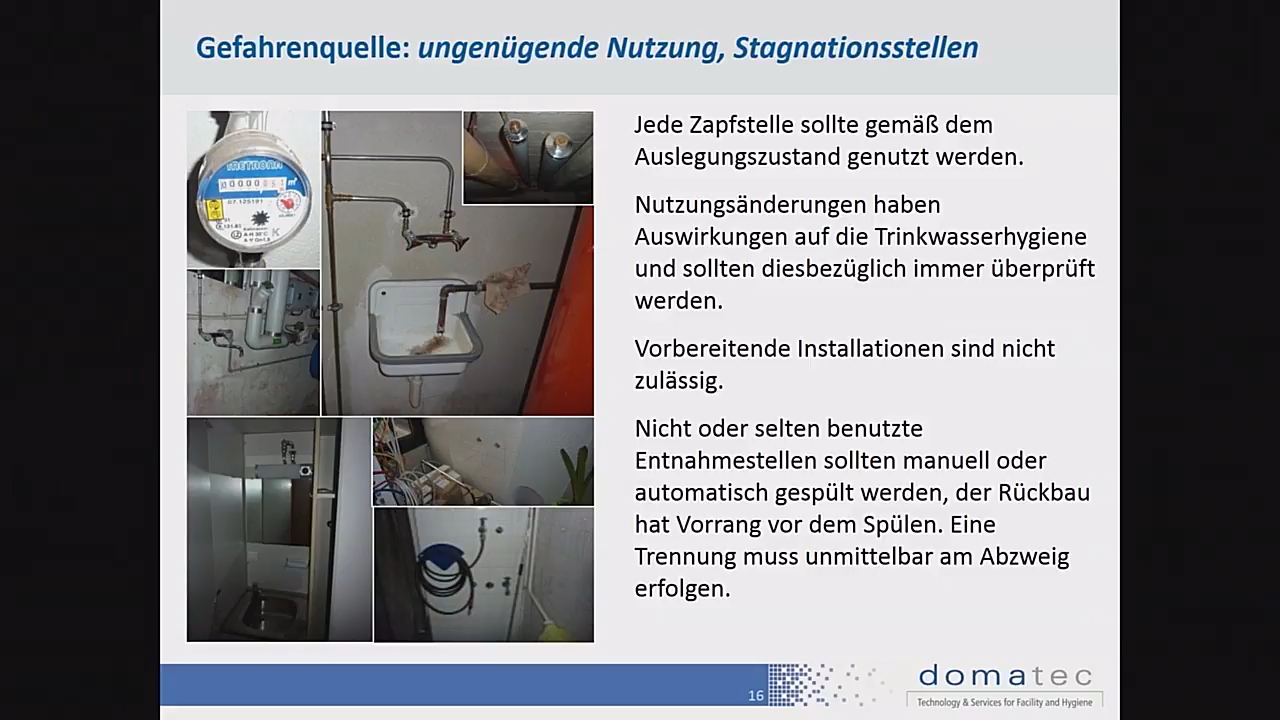 Gefahrenquelle: ungenügende Nutzung, Stagnationsstellen
METRONA
07.125191
Jede Zapfstelle sollte gemäß dem
Auslegungszustand genutzt werden.
Nutzungsänderungen haben
Auswirkungen auf die Trinkwasserhygiene
und sollten diesbezüglich immer überprüft
werden.
Vorbereitende Installationen sind nicht
zulässig.
Nicht oder selten benutzte
Entnahmestellen sollten manuell oder
automatisch gespült werden, der Rückbau
hat Vorrang vor dem Spülen. Eine
Trennung muss unmittelbar am Abzweig
erfolgen.
16
domatec
Technology & Services for Facility and Hygiene